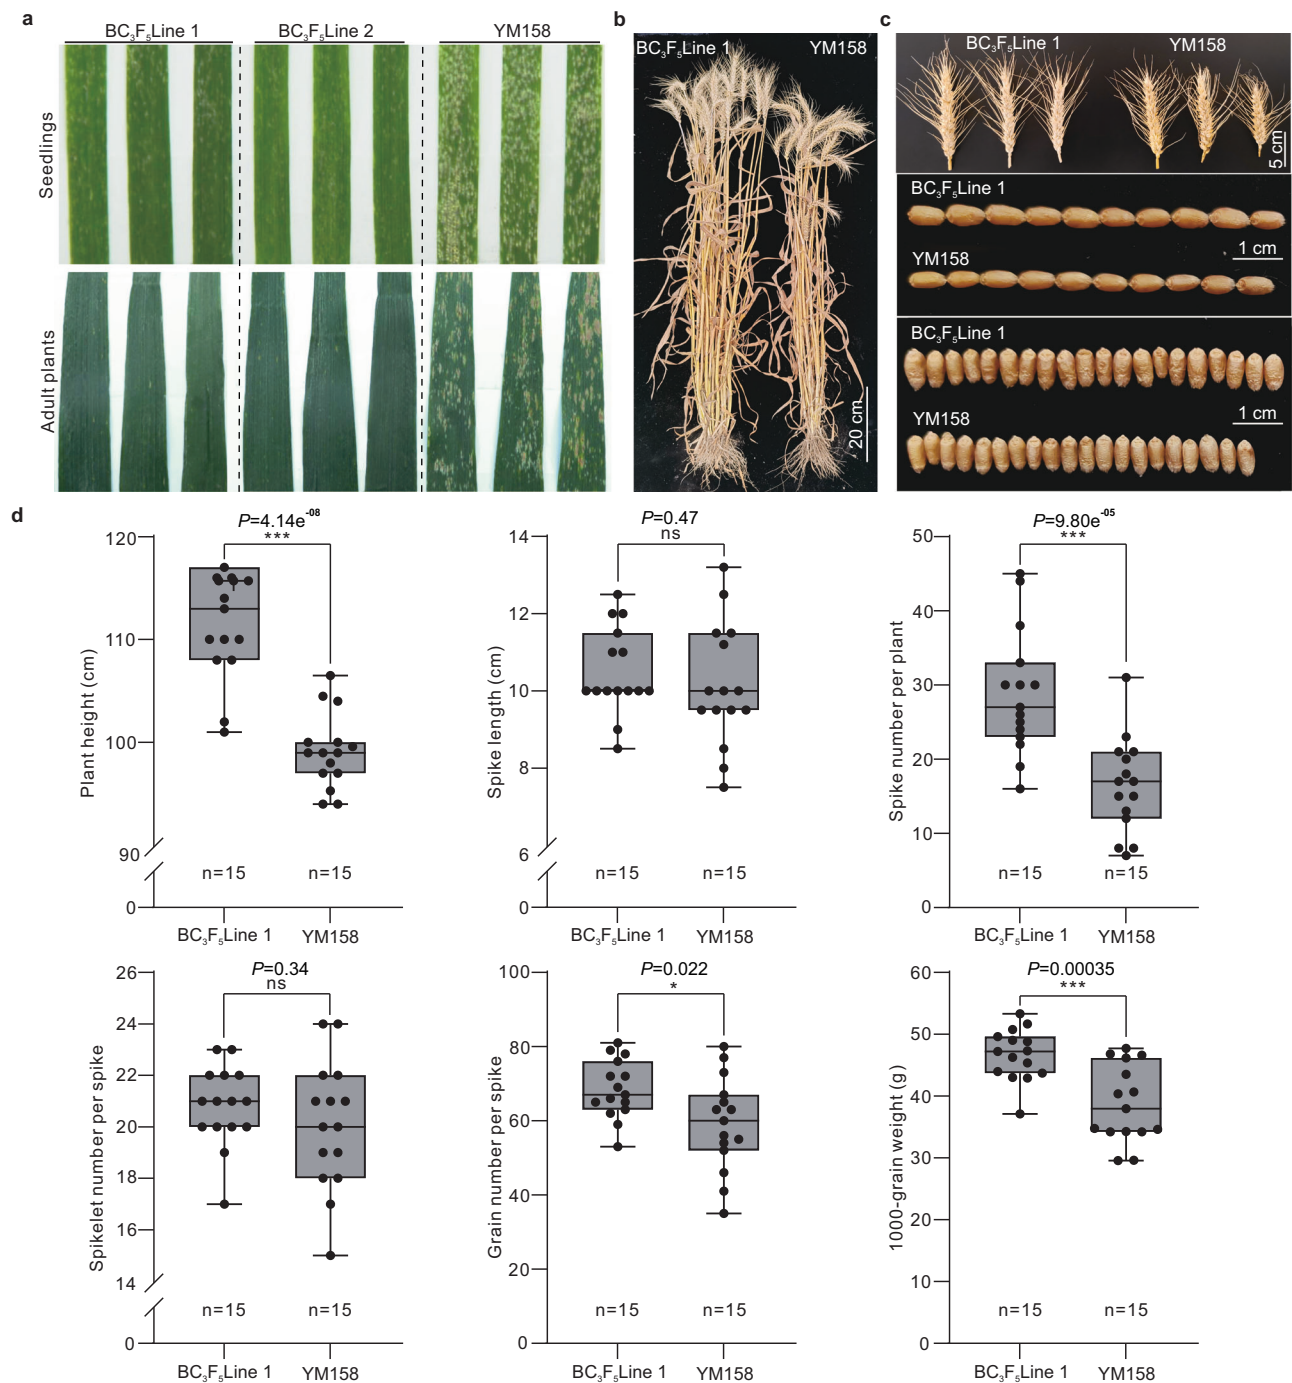 a
BC₃F₅Line 1
BC₃F₅Line 2
YM158
Seedlings
Adult plants
b
BC₃F₅Line 1
YM158
20 cm
c
BC₃F₅Line 1
YM158
5 cm
BC₃F₅Line 1
1 cm
YM158
BC₃F₅Line 1
1 cm
YM158
d
P=4.14e⁻⁰⁸
***
Plant height (cm)
120
110
100
90
0
n=15
n=15
BC₃F₅Line 1
YM158
P=0.47
ns
Spike length (cm)
14
12
10
8
6
0
n=15
n=15
BC₃F₅Line 1
YM158
P=9.80e⁻⁰⁵
***
Spike number per plant
50
40
30
20
10
0
n=15
n=15
BC₃F₅Line 1
YM158
P=0.34
ns
Spikelet number per spike
26
24
22
20
18
16
14
0
n=15
n=15
BC₃F₅Line 1
YM158
P=0.022
*
Grain number per spike
100
80
60
40
20
0
n=15
n=15
BC₃F₅Line 1
YM158
P=0.00035
***
1000-grain weight (g)
60
50
40
30
20
10
0
n=15
n=15
BC₃F₅Line 1
YM158